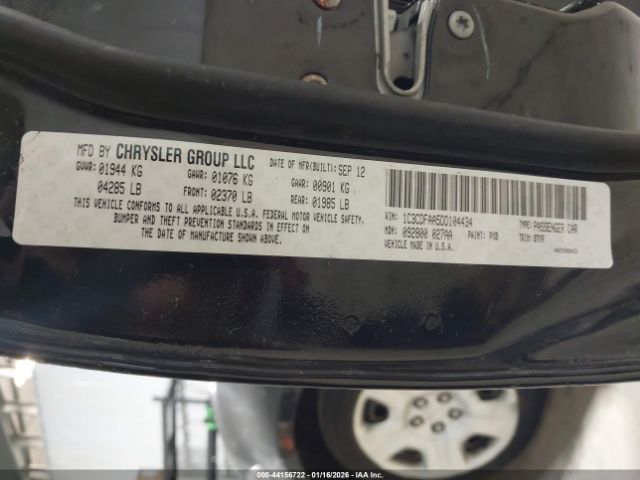 MFD BY CHRYSLER GROUP LLC DATE OF MFR(BUILT): SEP 12
GVWR: 01944 KG GAWR: 01076 KG GAWR: 00901 KG
04285 LB FRONT: 02370 LB REAR: 01985 LB
THIS VEHICLE CONFORMS TO ALL APPLICABLE U.S.A. FEDERAL MOTOR VEHICLE SAFETY,
BUMPER AND THEFT PREVENTION STANDARDS IN EFFECT ON
THE DATE OF MANUFACTURE SHOWN ABOVE.
VIN: 1C3CDFAA5DD104434 TYPE: PASSENGER CAR
MDH: 092800 027AA PAINT: PX8 TRIM:
VEHICLE MADE IN U.S.A.
000-44156722 - 01/16/2026 - IAA Inc.